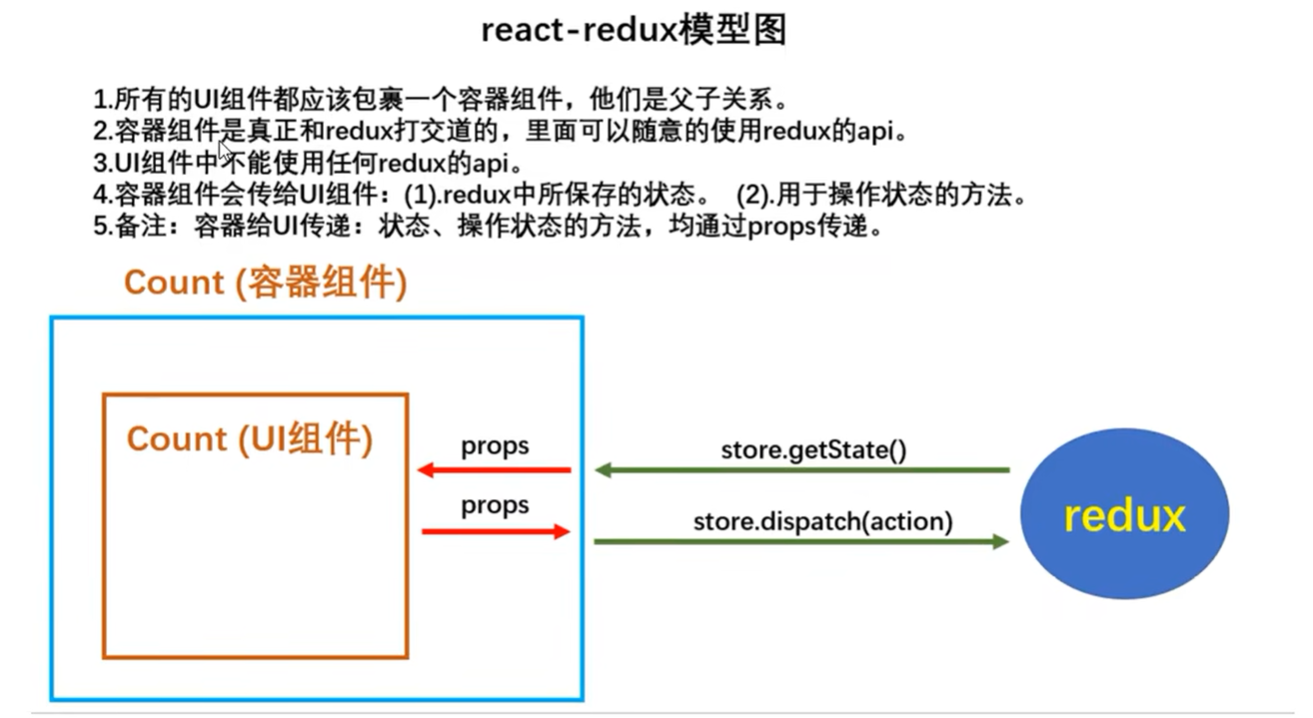 react-redux模型图
1.所有的UI组件都应该包裹一个容器组件，他们是父子关系。
2.容器组件是真正和redux打交道的，里面可以随意的使用redux的api。
3.UI组件中不能使用任何redux的api。
4.容器组件会传给UI组件：(1).redux中所保存的状态。 (2).用于操作状态的方法。
5.备注：容器给UI传递：状态、操作状态的方法，均通过props传递。
Count (容器组件)
Count (UI组件)
props
store.getState()
props
store.dispatch(action)
redux